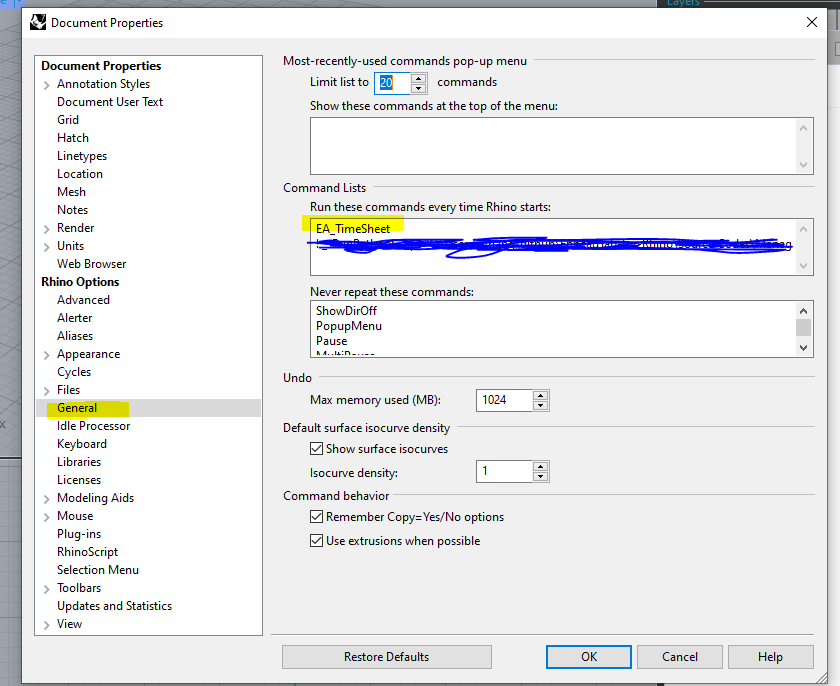 Layers
Document Properties
Document Properties
Annotation Styles
Document User Text
Grid
Hatch
Linetypes
Location
Mesh
Notes
Render
Units
Web Browser
Rhino Options
Advanced
Alerter
Aliases
Appearance
Cycles
Files
General
Idle Processor
Keyboard
Libraries
Licenses
Modeling Aids
Mouse
Plug-ins
RhinoScript
Selection Menu
Toolbars
Updates and Statistics
View
Most-recently-used commands pop-up menu
Limit list to 20 commands
Show these commands at the top of the menu:
Command Lists
Run these commands every time Rhino starts:
EA_TimeSheet
Never repeat these commands:
ShowDirOff
PopupMenu
Pause
Undo
Max memory used (MB): 1024
Default surface isocurve density
Show surface isocurves
Isocurve density: 1
Command behavior
Remember Copy=Yes/No options
Use extrusions when possible
Restore Defaults
OK
Cancel
Help